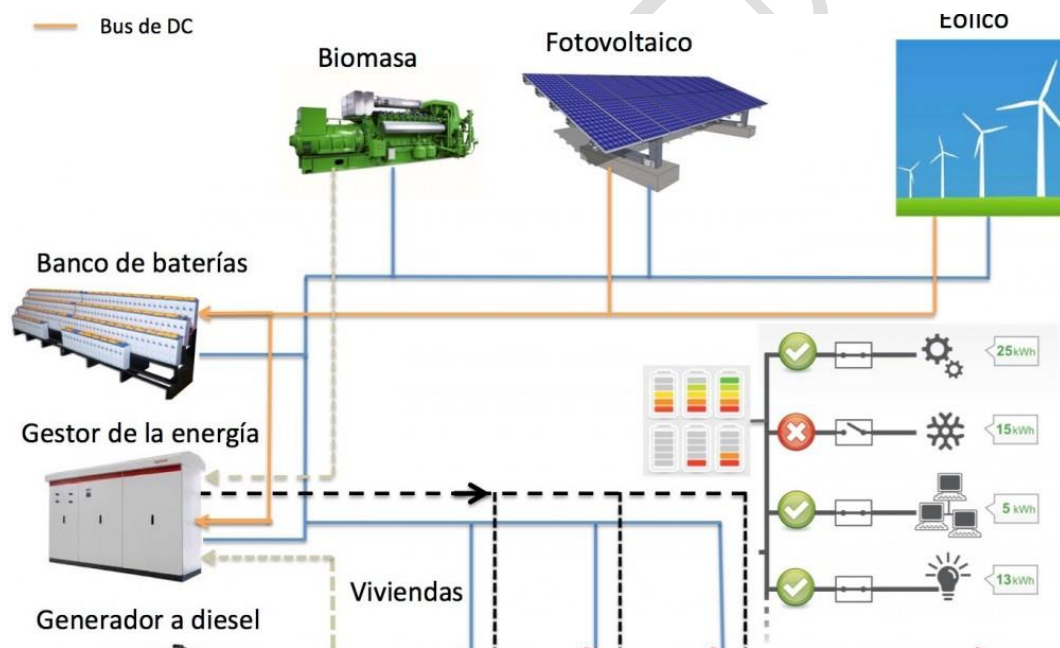 Bus de DC
Biomasa
Fotovoltaico
Eólico
Banco de baterías
Gestor de la energía
Generador a diesel
Viviendas
25kWh
15kWh
5 kWh
13kWh